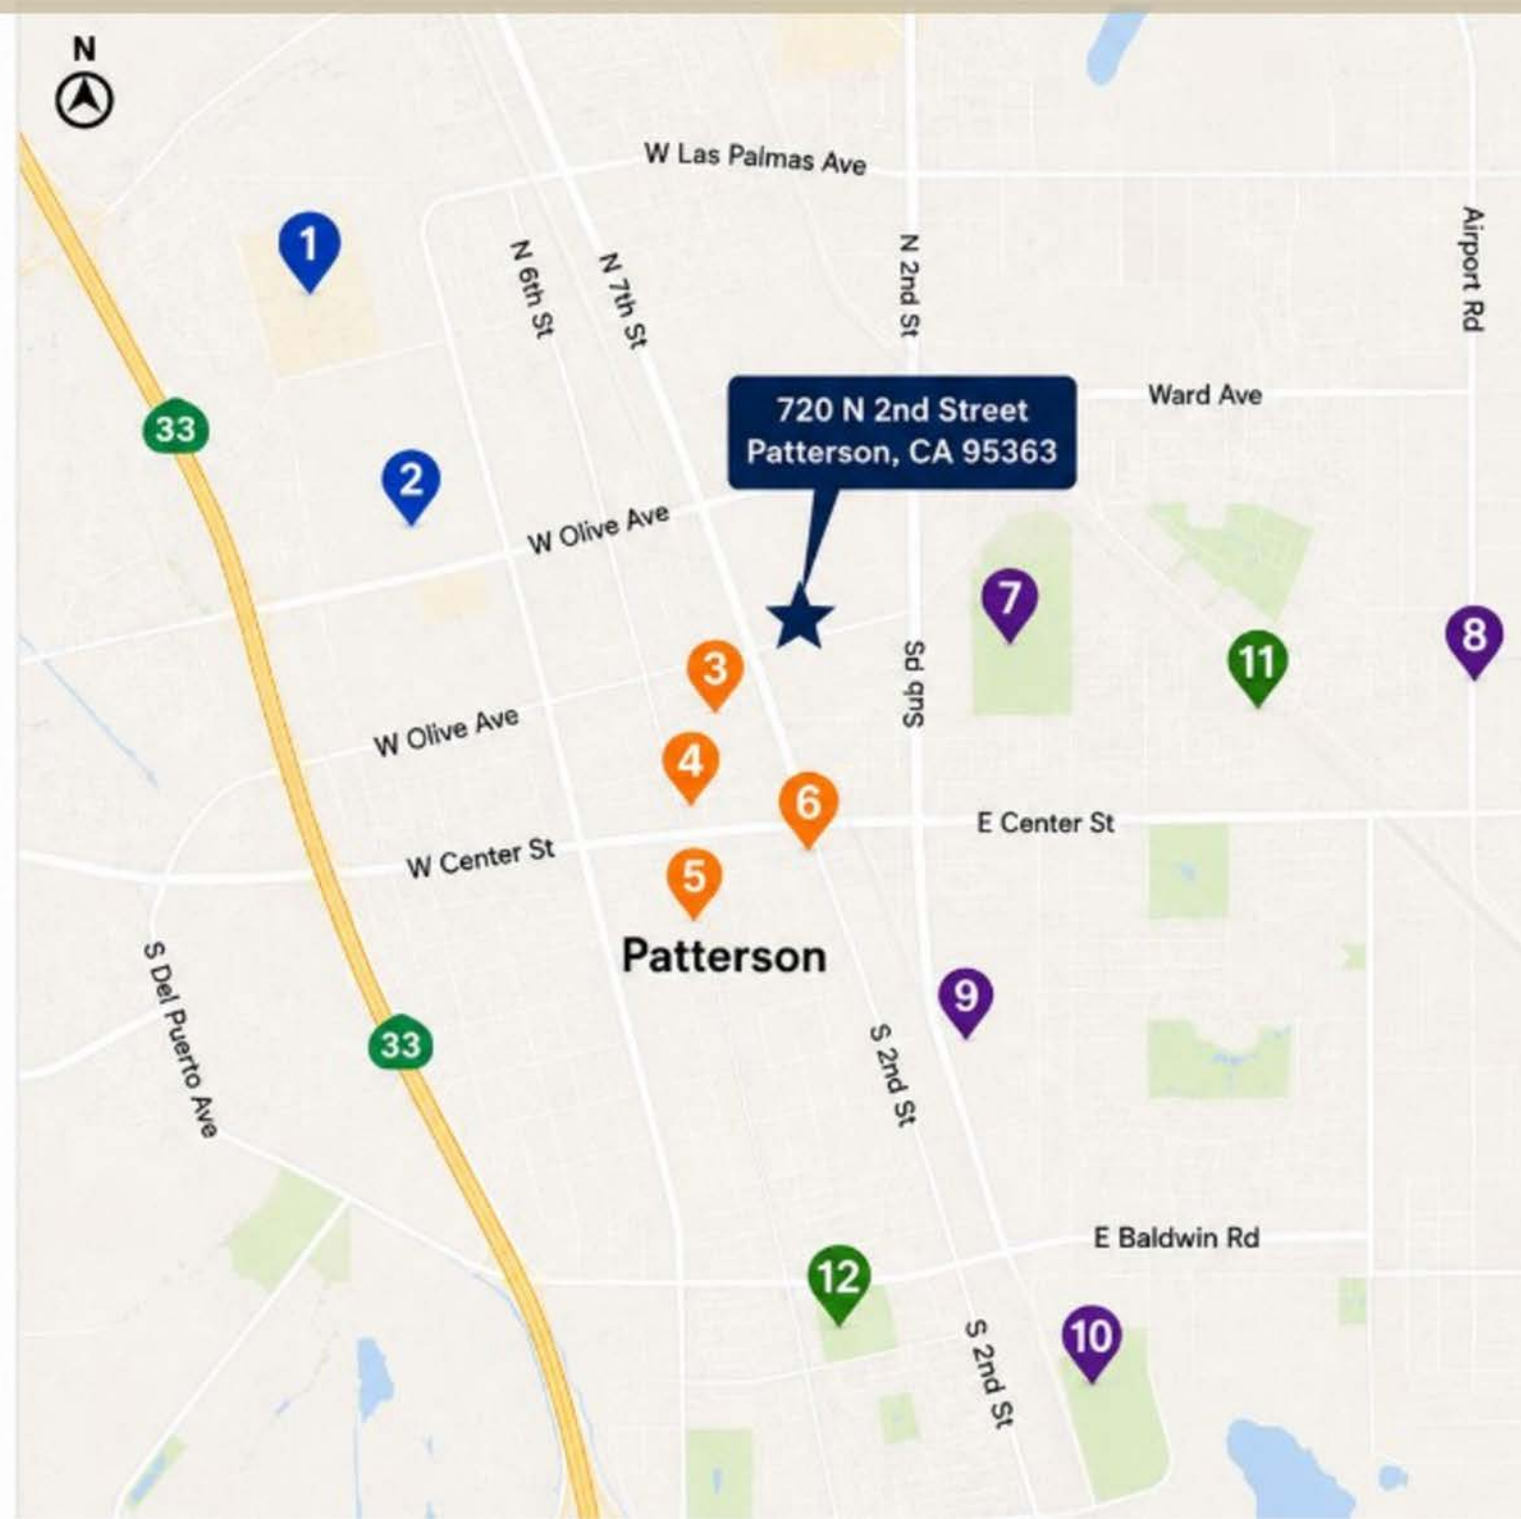 N
W Las Palmas Ave
1
N 6th St
N 7th St
N 2nd St
Airport Rd
33
2
720 N 2nd Street
Patterson, CA 95363
Ward Ave
W Olive Ave
3
7
11
8
Sub Pd
W Olive Ave
4
6
W Center St
E Center St
5
Patterson
S Del Puerto Ave
9
33
S 2nd St
E Baldwin Rd
12
10
S 2nd St